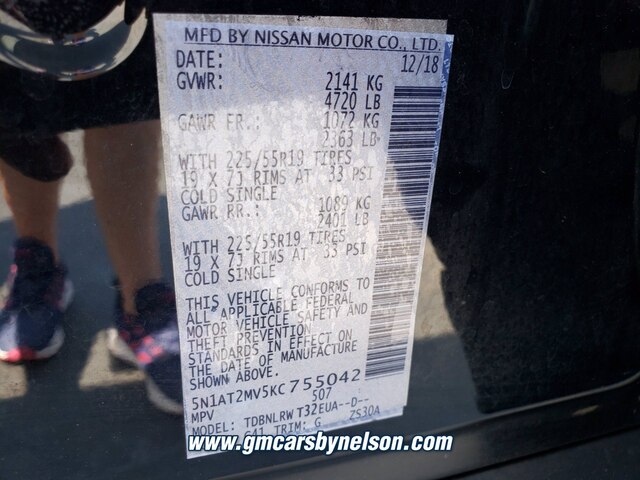 MFD BY NISSAN MOTOR CO., LTD.
DATE: 12/18
GVWR: 2141 KG
4720 LB
GAWR FR.: 1072 KG
2363 LB
WITH 225/55R19 TIRES
19 X 7J RIMS AT 33 PSI
COLD SINGLE
GAWR RR.: 1089 KG
2401 LB
WITH 225/55R19 TIRES
19 X 7J RIMS AT 33 PSI
COLD SINGLE
THIS VEHICLE CONFORMS TO
ALL APPLICABLE FEDERAL
MOTOR VEHICLE SAFETY AND
THEFT PREVENTION
STANDARDS IN EFFECT ON
THE DATE OF MANUFACTURE
SHOWN ABOVE.
5N1AT2MV5KC755042
MPV 507
MODEL: TDBNLRW T32EUA--D--
G41 TRIM: G ZS30A
www.gmcarsbynelson.com